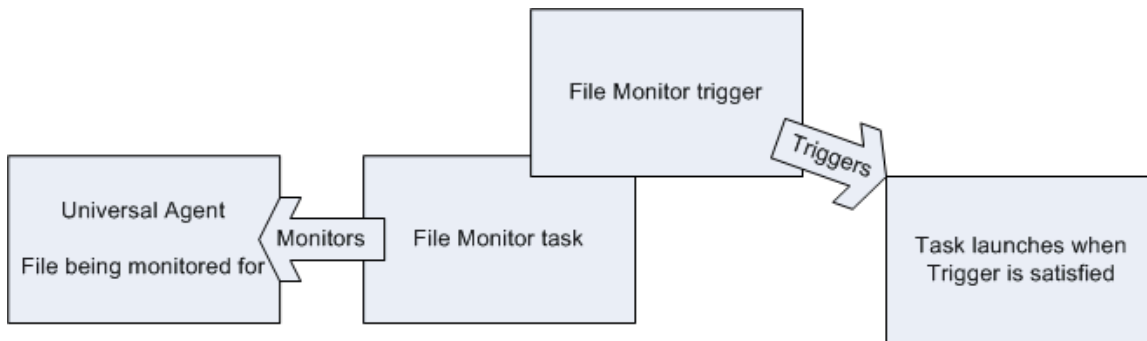 File Monitor trigger
Triggers
Universal Agent
File being monitored for
Monitors
File Monitor task
Task launches when
Trigger is satisfied